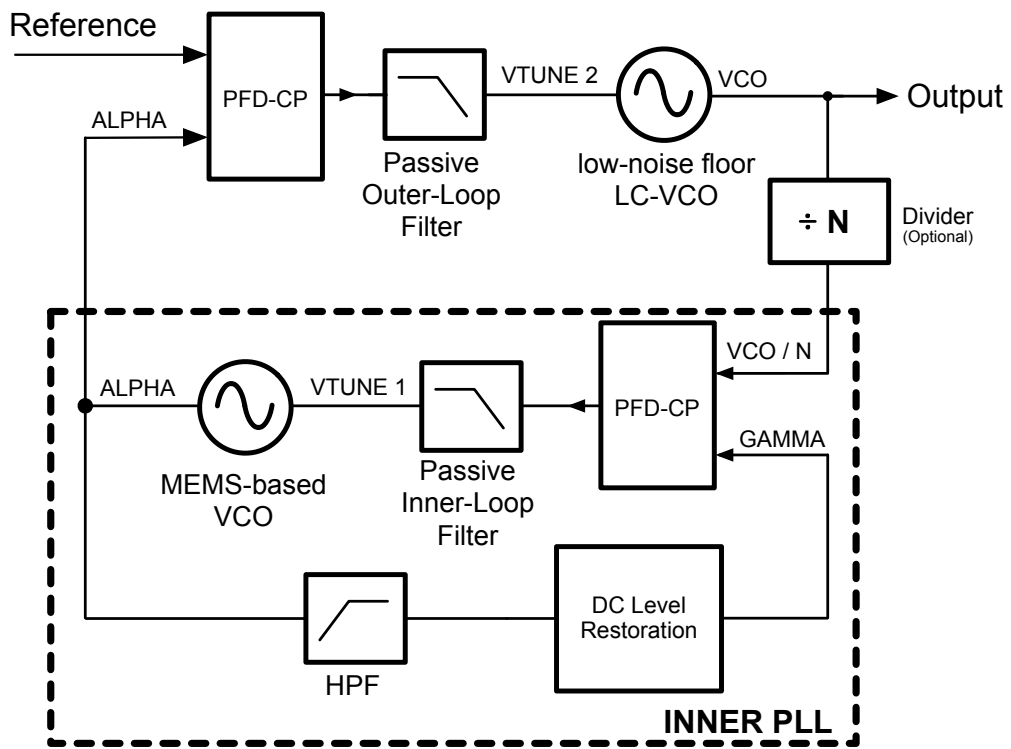 Reference
PFD-CP
ALPHA
VTUNE 2
VCO
Output
Passive
Outer-Loop
Filter
low-noise floor
LC-VCO
÷ N
Divider
(Optional)
VCO / N
ALPHA
VTUNE 1
PFD-CP
GAMMA
MEMS-based
VCO
Passive
Inner-Loop
Filter
HPF
DC Level
Restoration
INNER PLL